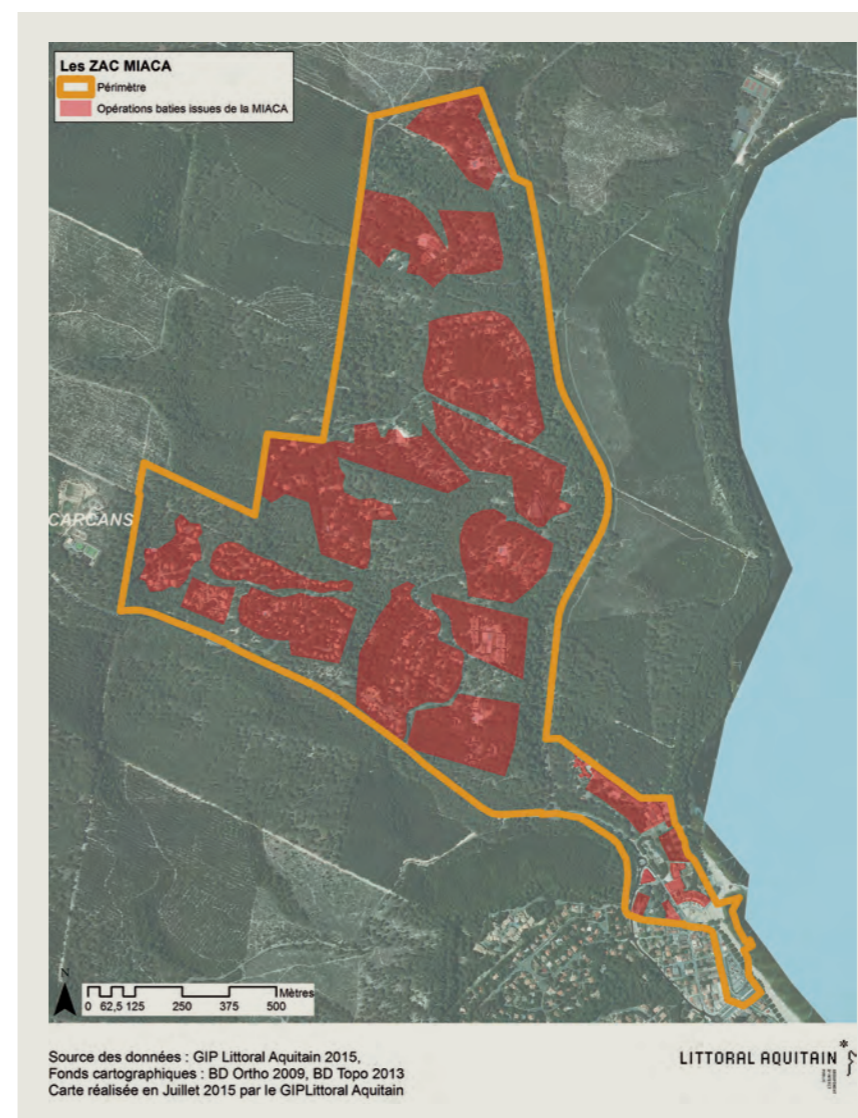 Les ZAC MIACA
Périmètre
Opérations baties issues de la MIACA
CARCANS
N
Mètres
0 62,5 125 250 375 500
Source des données : GIP Littoral Aquitain 2015,
Fonds cartographiques : BD Ortho 2009, BD Topo 2013
Carte réalisée en Juillet 2015 par le GIPLittoral Aquitain
LITTORAL AQUITAIN